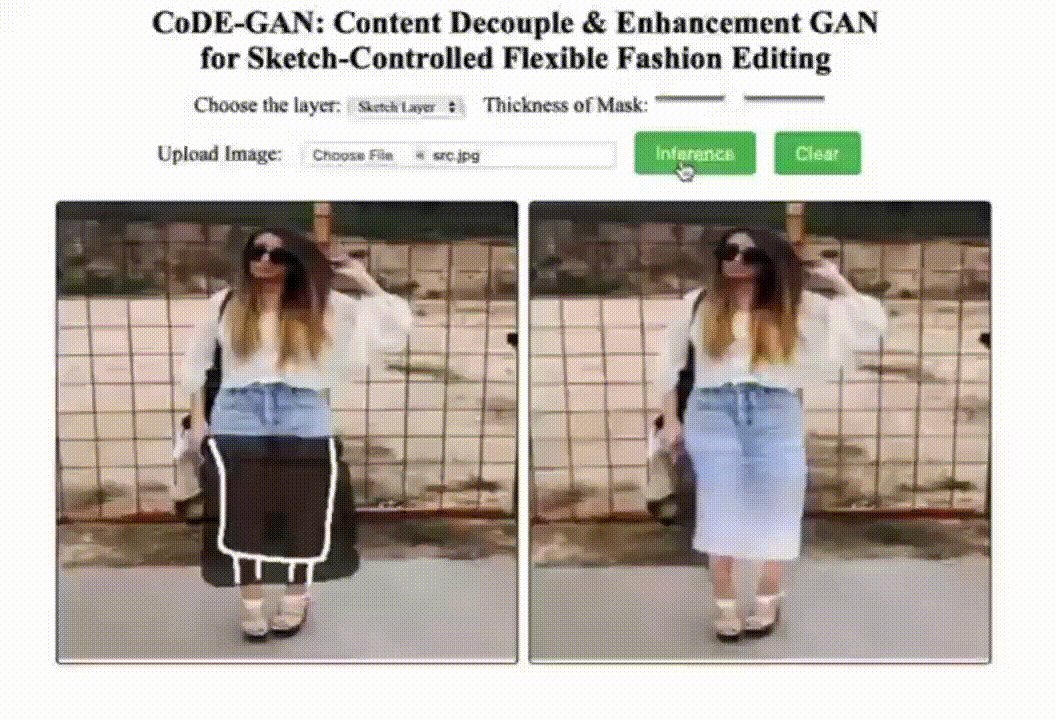 CoDE-GAN: Content Decouple & Enhancement GAN
for Sketch-Controlled Flexible Fashion Editing
Choose the layer: Sketch Layer Thickness of Mask:
Upload Image: Choose File src.jpg Inference Clear